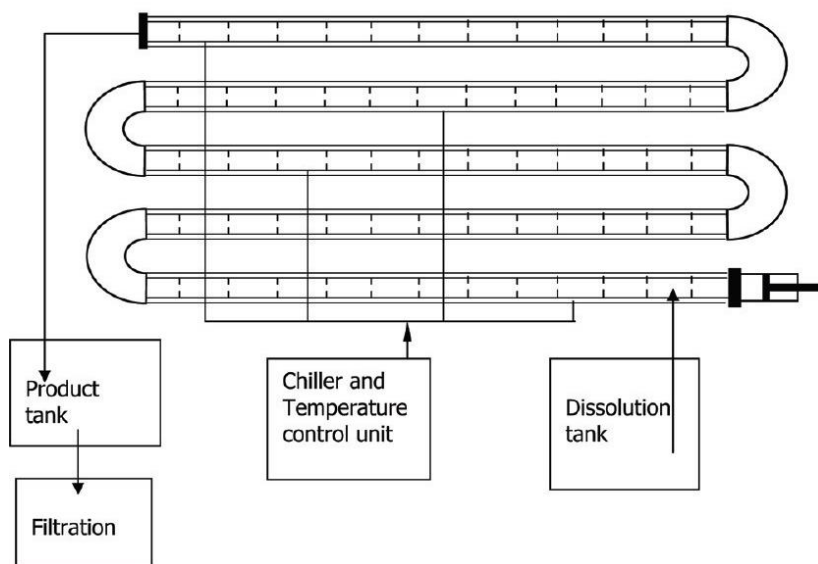 Product
tank
Chiller and
Temperature
control unit
Dissolution
tank
Filtration